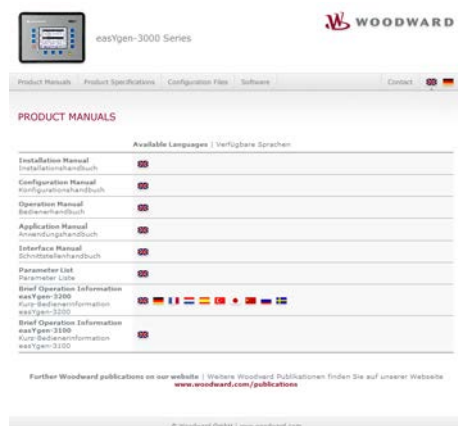 easYgen-3000 Series
WOODWARD
Product Manuals Product Specifications Configuration Files Software Contact
PRODUCT MANUALS
Available Languages | Verfügbare Sprachen
Installation Manual
Installationshandbuch
Configuration Manual
Konfigurationshandbuch
Operation Manual
Bedienerhandbuch
Application Manual
Anwendungshandbuch
Interface Manual
Schnittstellenhandbuch
Parameter List
Parameter Liste
Brief Operation Information
easYgen-3200
Kurz-Bedienerinformation
easYgen-3200
Brief Operation Information
easYgen-3100
Kurz-Bedienerinformation
easYgen-3100
Further Woodward publications on our website | Weitere Woodward Publikationen finden Sie auf unserer Webseite
www.woodward.com/publications